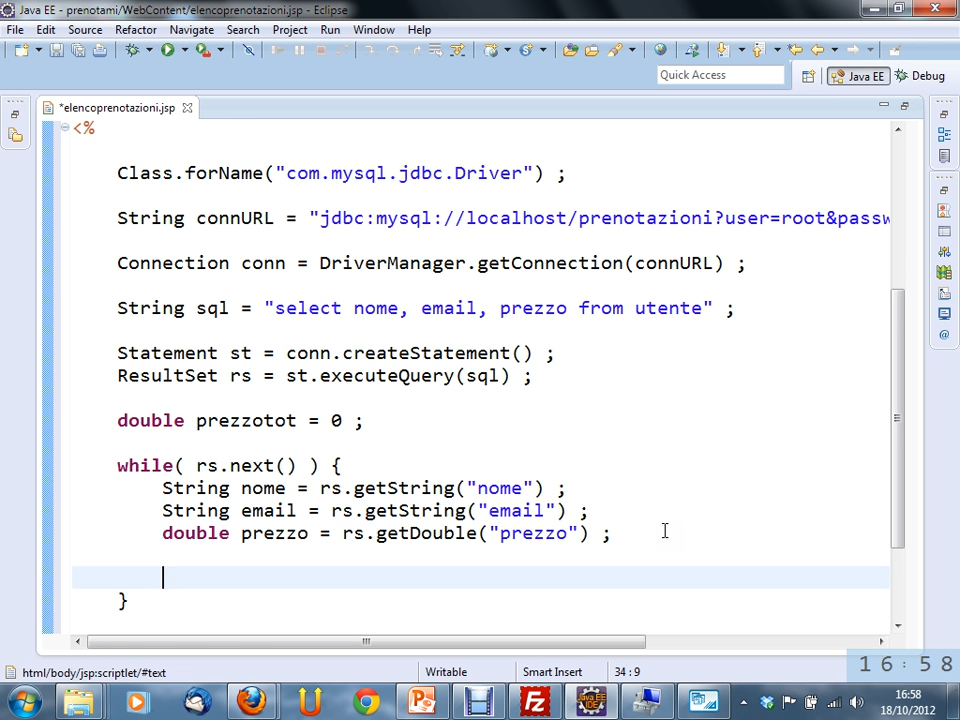 Java EE - prenotami/WebContent/elencoprenotazioni.jsp - Eclipse
File Edit Source Refactor Navigate Search Project Run Window Help
Quick Access
Java EE Debug
*elencoprenotazioni.jsp
<%
Class.forName("com.mysql.jdbc.Driver") ;
String connURL = "jdbc:mysql://localhost/prenotazioni?user=root&passw
Connection conn = DriverManager.getConnection(connURL) ;
String sql = "select nome, email, prezzo from utente" ;
Statement st = conn.createStatement() ;
ResultSet rs = st.executeQuery(sql) ;
double prezzotot = 0 ;
while( rs.next() ) {
String nome = rs.getString("nome") ;
String email = rs.getString("email") ;
double prezzo = rs.getDouble("prezzo") ;
}
html/body/jsp:scriptlet/#text Writable Smart Insert 34 : 9
16:58
16:58
18/10/2012